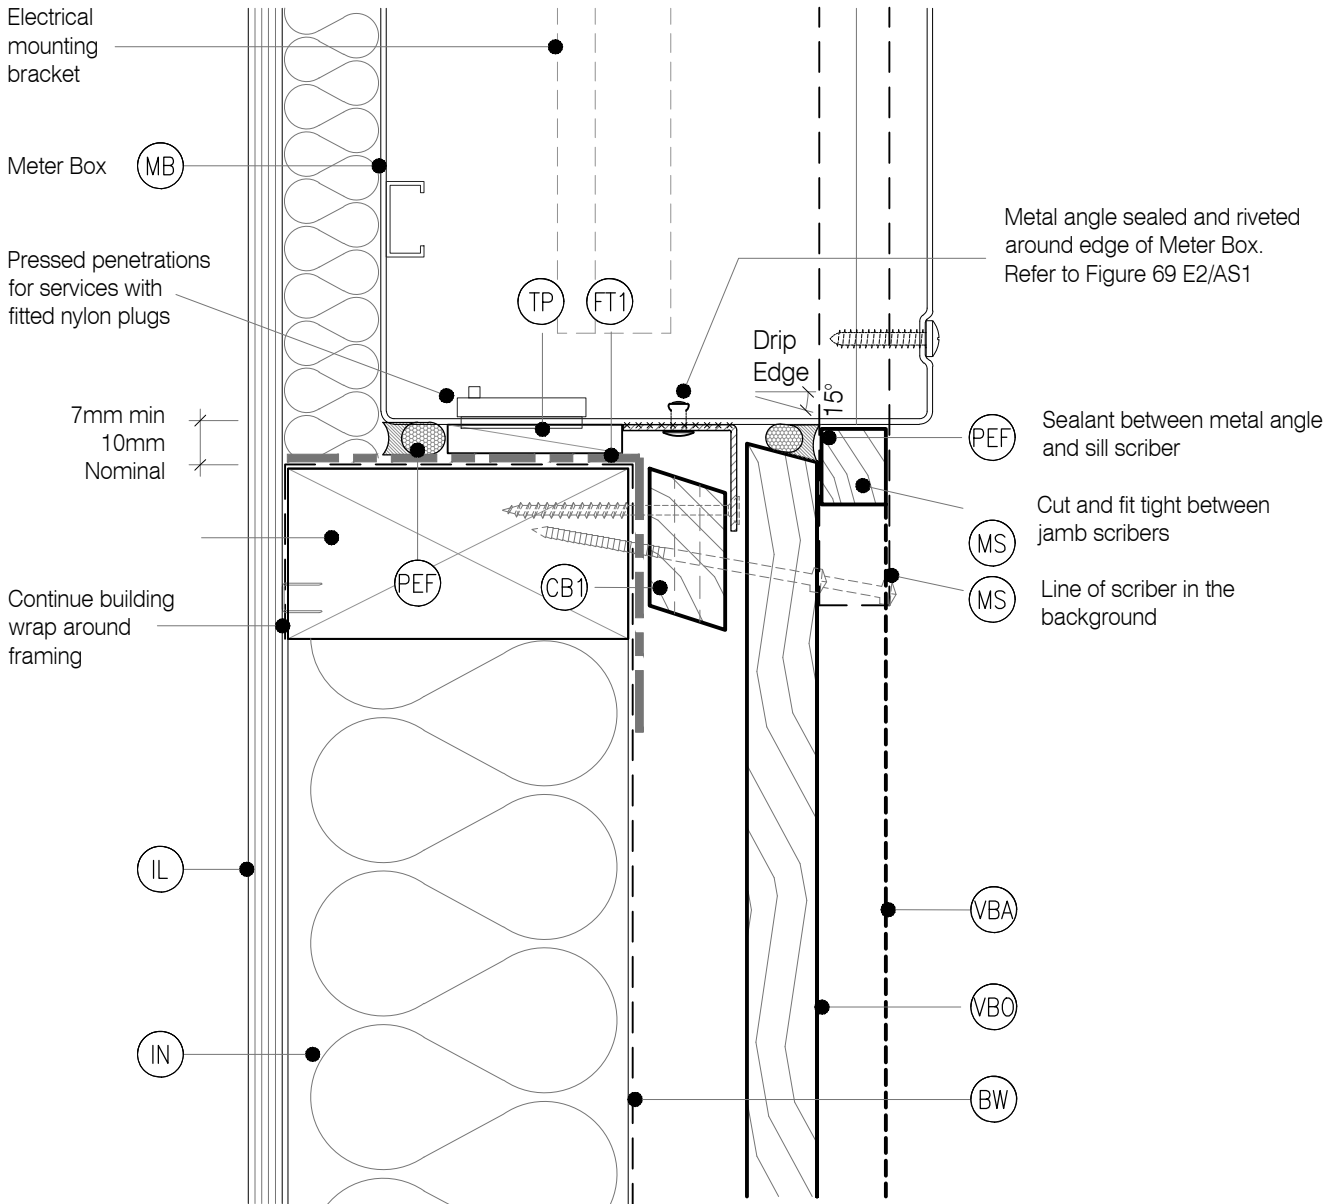 Electrical
mounting
bracket
Meter Box
MB
Metal angle sealed and riveted
around edge of Meter Box.
Refer to Figure 69 E2/AS1
Pressed penetrations
for services with
fitted nylon plugs
TP
FT1
Drip
Edge
15°
7mm min
10mm
Nominal
PEF
Sealant between metal angle
and sill scriber
Cut and fit tight between
jamb scribers
MS
PEF
CB1
MS
Line of scriber in the
background
Continue building
wrap around
framing
IL
VBA
VBO
IN
BW